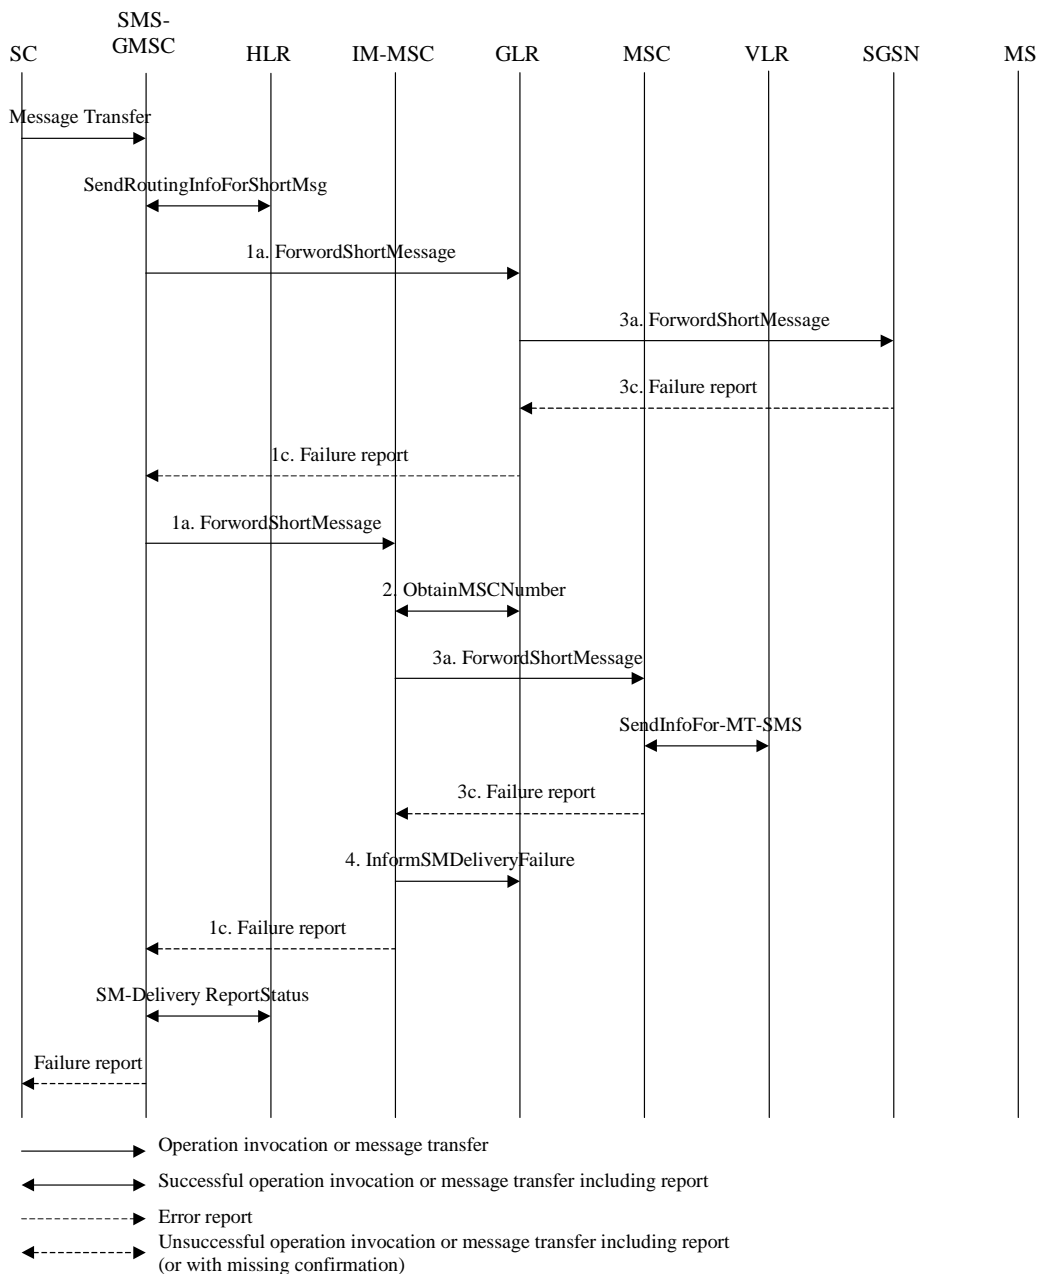 SMS-
GMSC
SC
HLR
IM-MSC
GLR
MSC
VLR
SGSN
MS
Message Transfer
SendRoutingInfoForShortMsg
1a. ForwordShortMessage
3a. ForwordShortMessage
3c. Failure report
1c. Failure report
1a. ForwordShortMessage
2. ObtainMSCNumber
3a. ForwordShortMessage
SendInfoFor-MT-SMS
3c. Failure report
4. InformSMDeliveryFailure
1c. Failure report
SM-Delivery ReportStatus
Failure report
Operation invocation or message transfer
Successful operation invocation or message transfer including report
Error report
Unsuccessful operation invocation or message transfer including report
(or with missing confirmation)